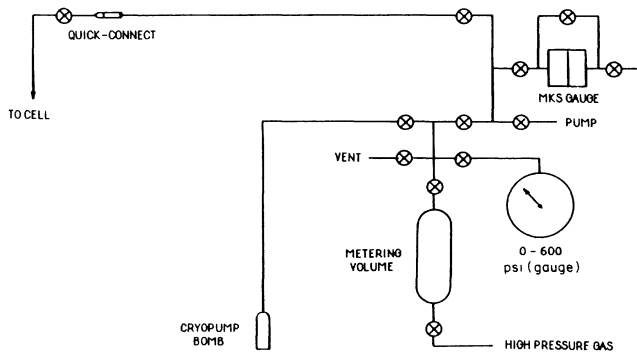 QUICK-CONNECT
MKS GAUGE
TO CELL
PUMP
VENT
METERING
VOLUME
0 - 600
psi (gauge)
CRYOPUMP
BOMB
HIGH PRESSURE GAS